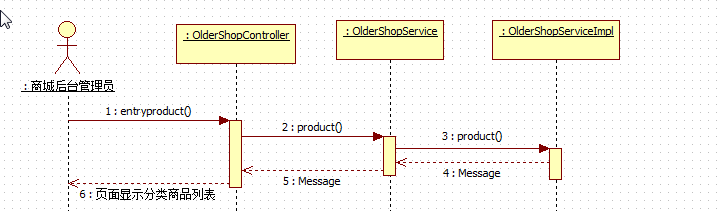 : OlderShopController
: OlderShopService
: OlderShopServiceImpl
: 商城后台管理员
1 : entryproduct()
2 : product()
3 : product()
4 : Message
5 : Message
6 : 页面显示分类商品列表